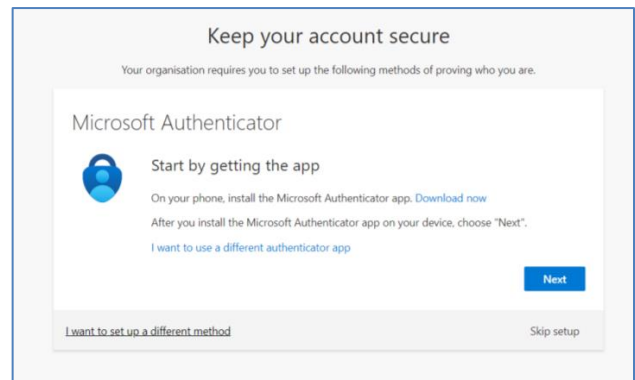 Keep your account secure
Your organisation requires you to set up the following methods of proving who you are.
Microsoft Authenticator
Start by getting the app
On your phone, install the Microsoft Authenticator app. Download now
After you install the Microsoft Authenticator app on your device, choose "Next".
I want to use a different authenticator app
Next
I want to set up a different method
Skip setup